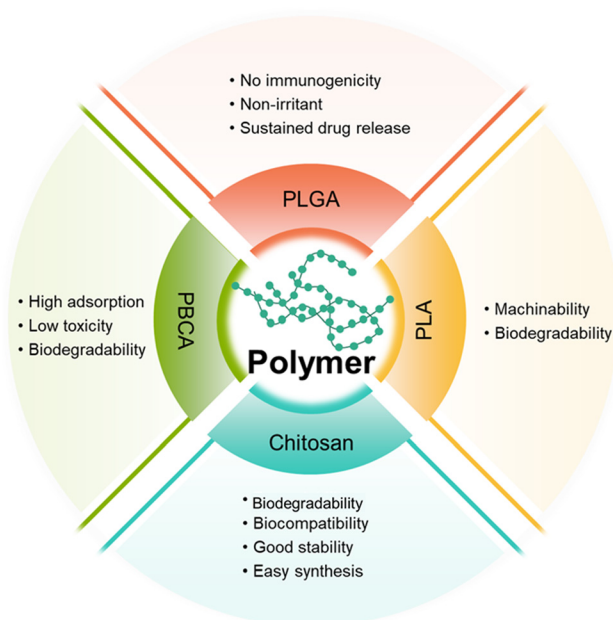 • No immunogenicity
• Non-irritant
• Sustained drug release
PLGA
PBCA
• High adsorption
• Low toxicity
• Biodegradability
Polymer
PLA
• Machinability
• Biodegradability
Chitosan
• Biodegradability
• Biocompatibility
• Good stability
• Easy synthesis